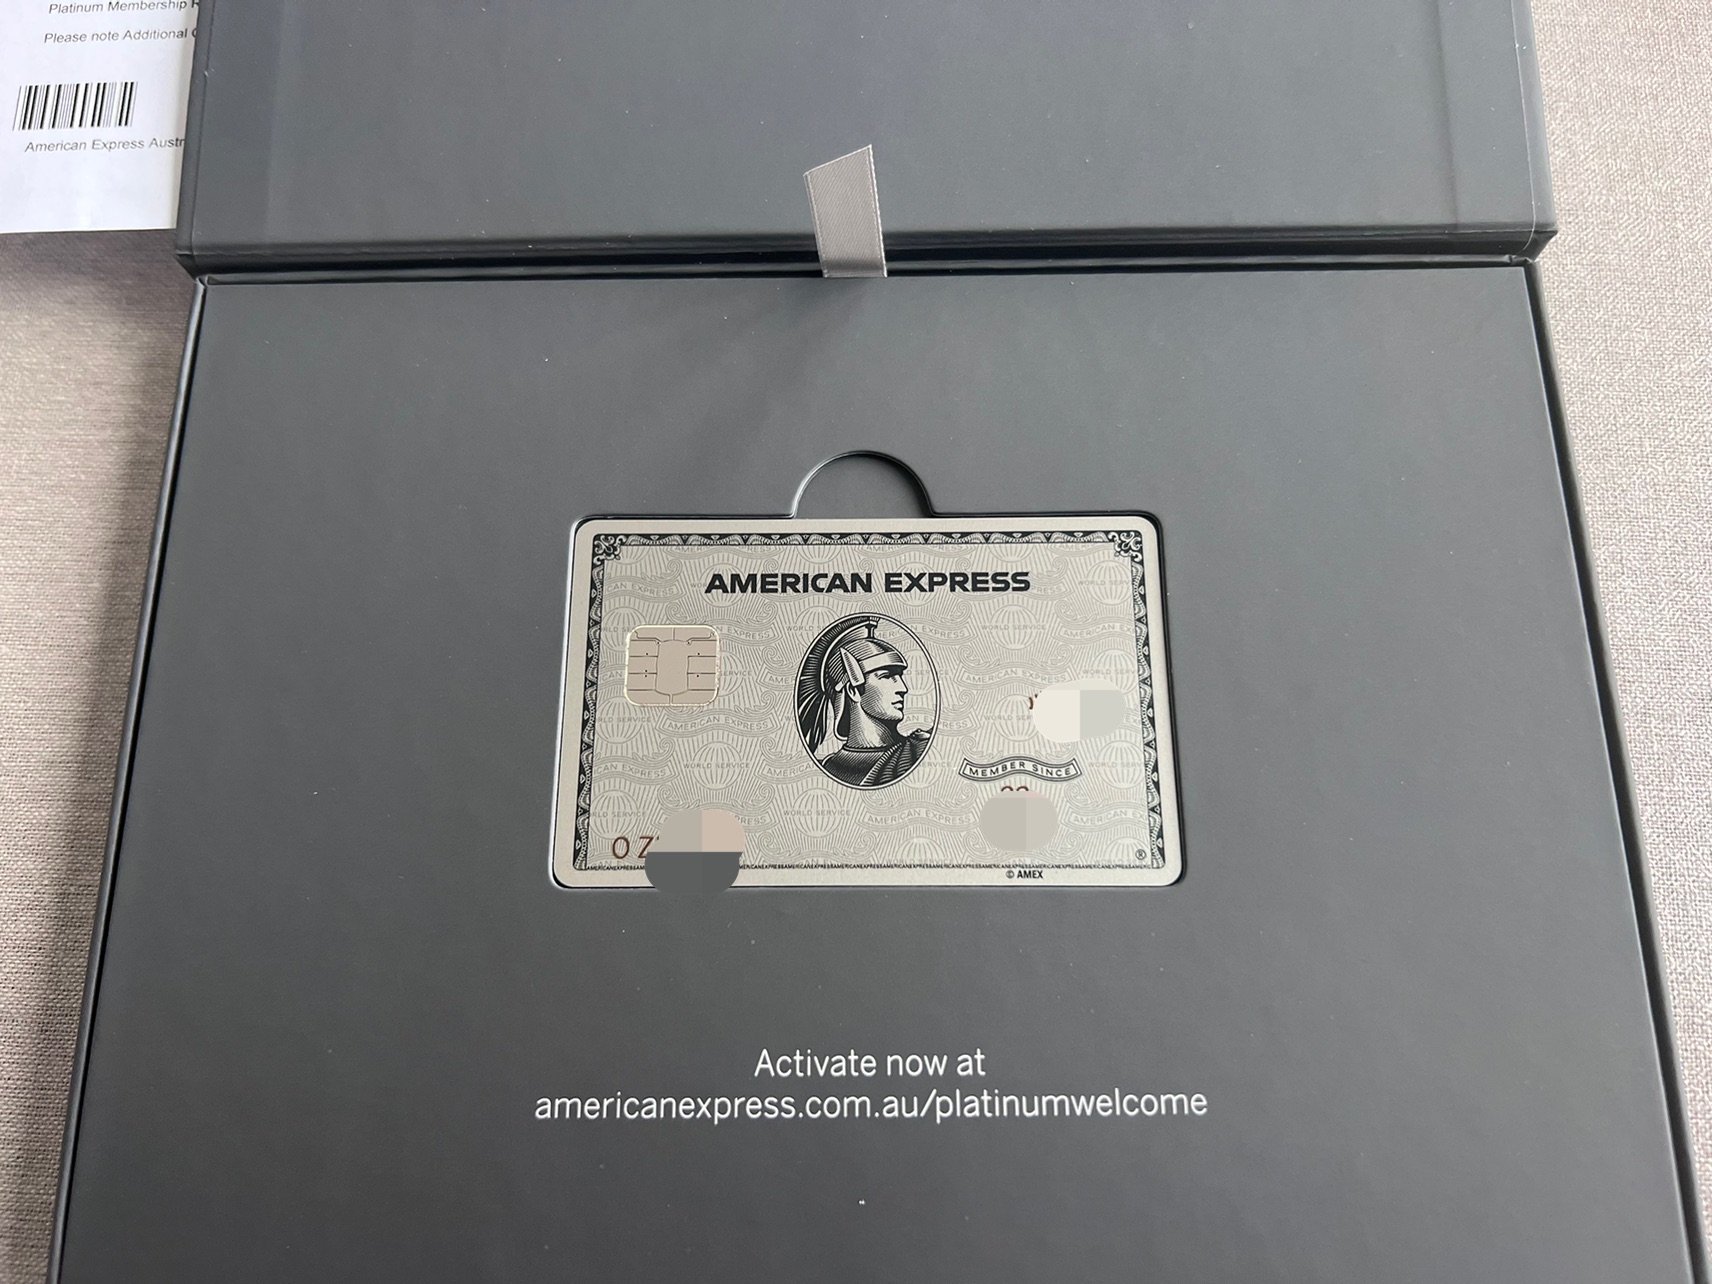 Platinum Membership
Please note Additional
American Express
AMERICAN EXPRESS
MEMBER SINCE
© AMEX
Activate now at
americanexpress.com.au/platinumwelcome